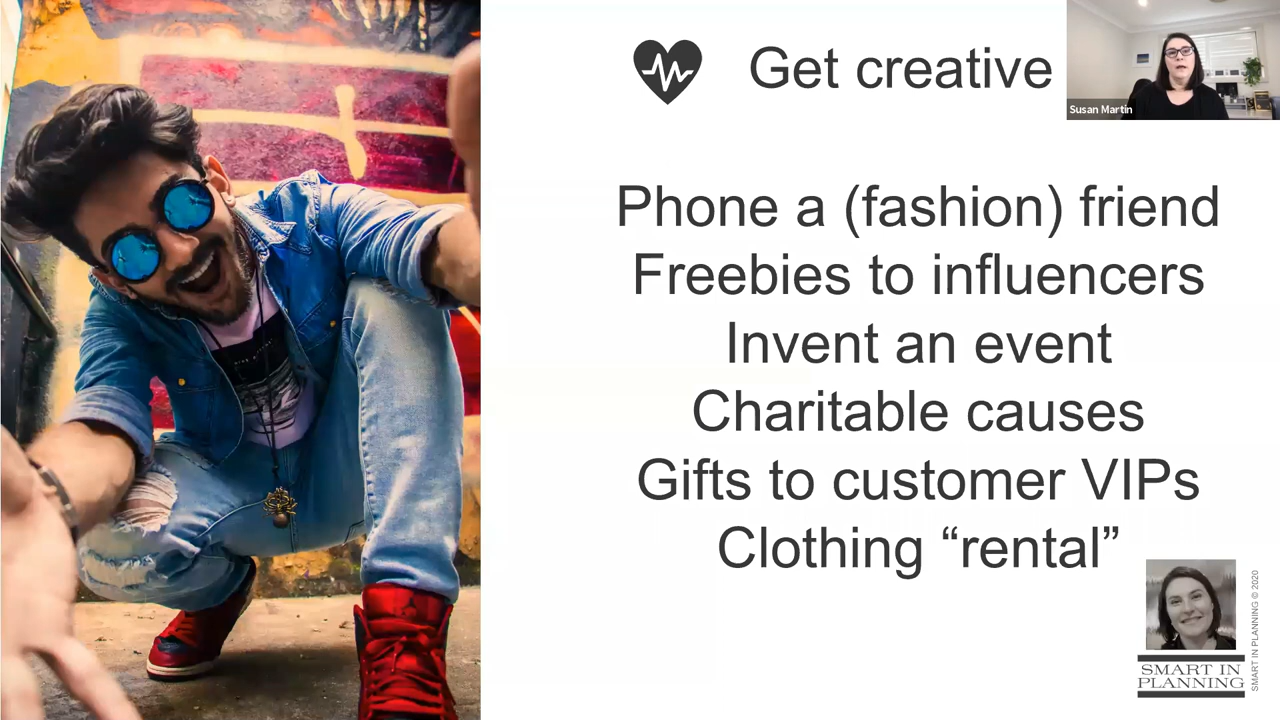 Get creative
Susan Martin
Phone a (fashion) friend
Freebies to influencers
Invent an event
Charitable causes
Gifts to customer VIPs
Clothing “rental”
SMART IN
PLANNING
SMART IN PLANNING © 2020